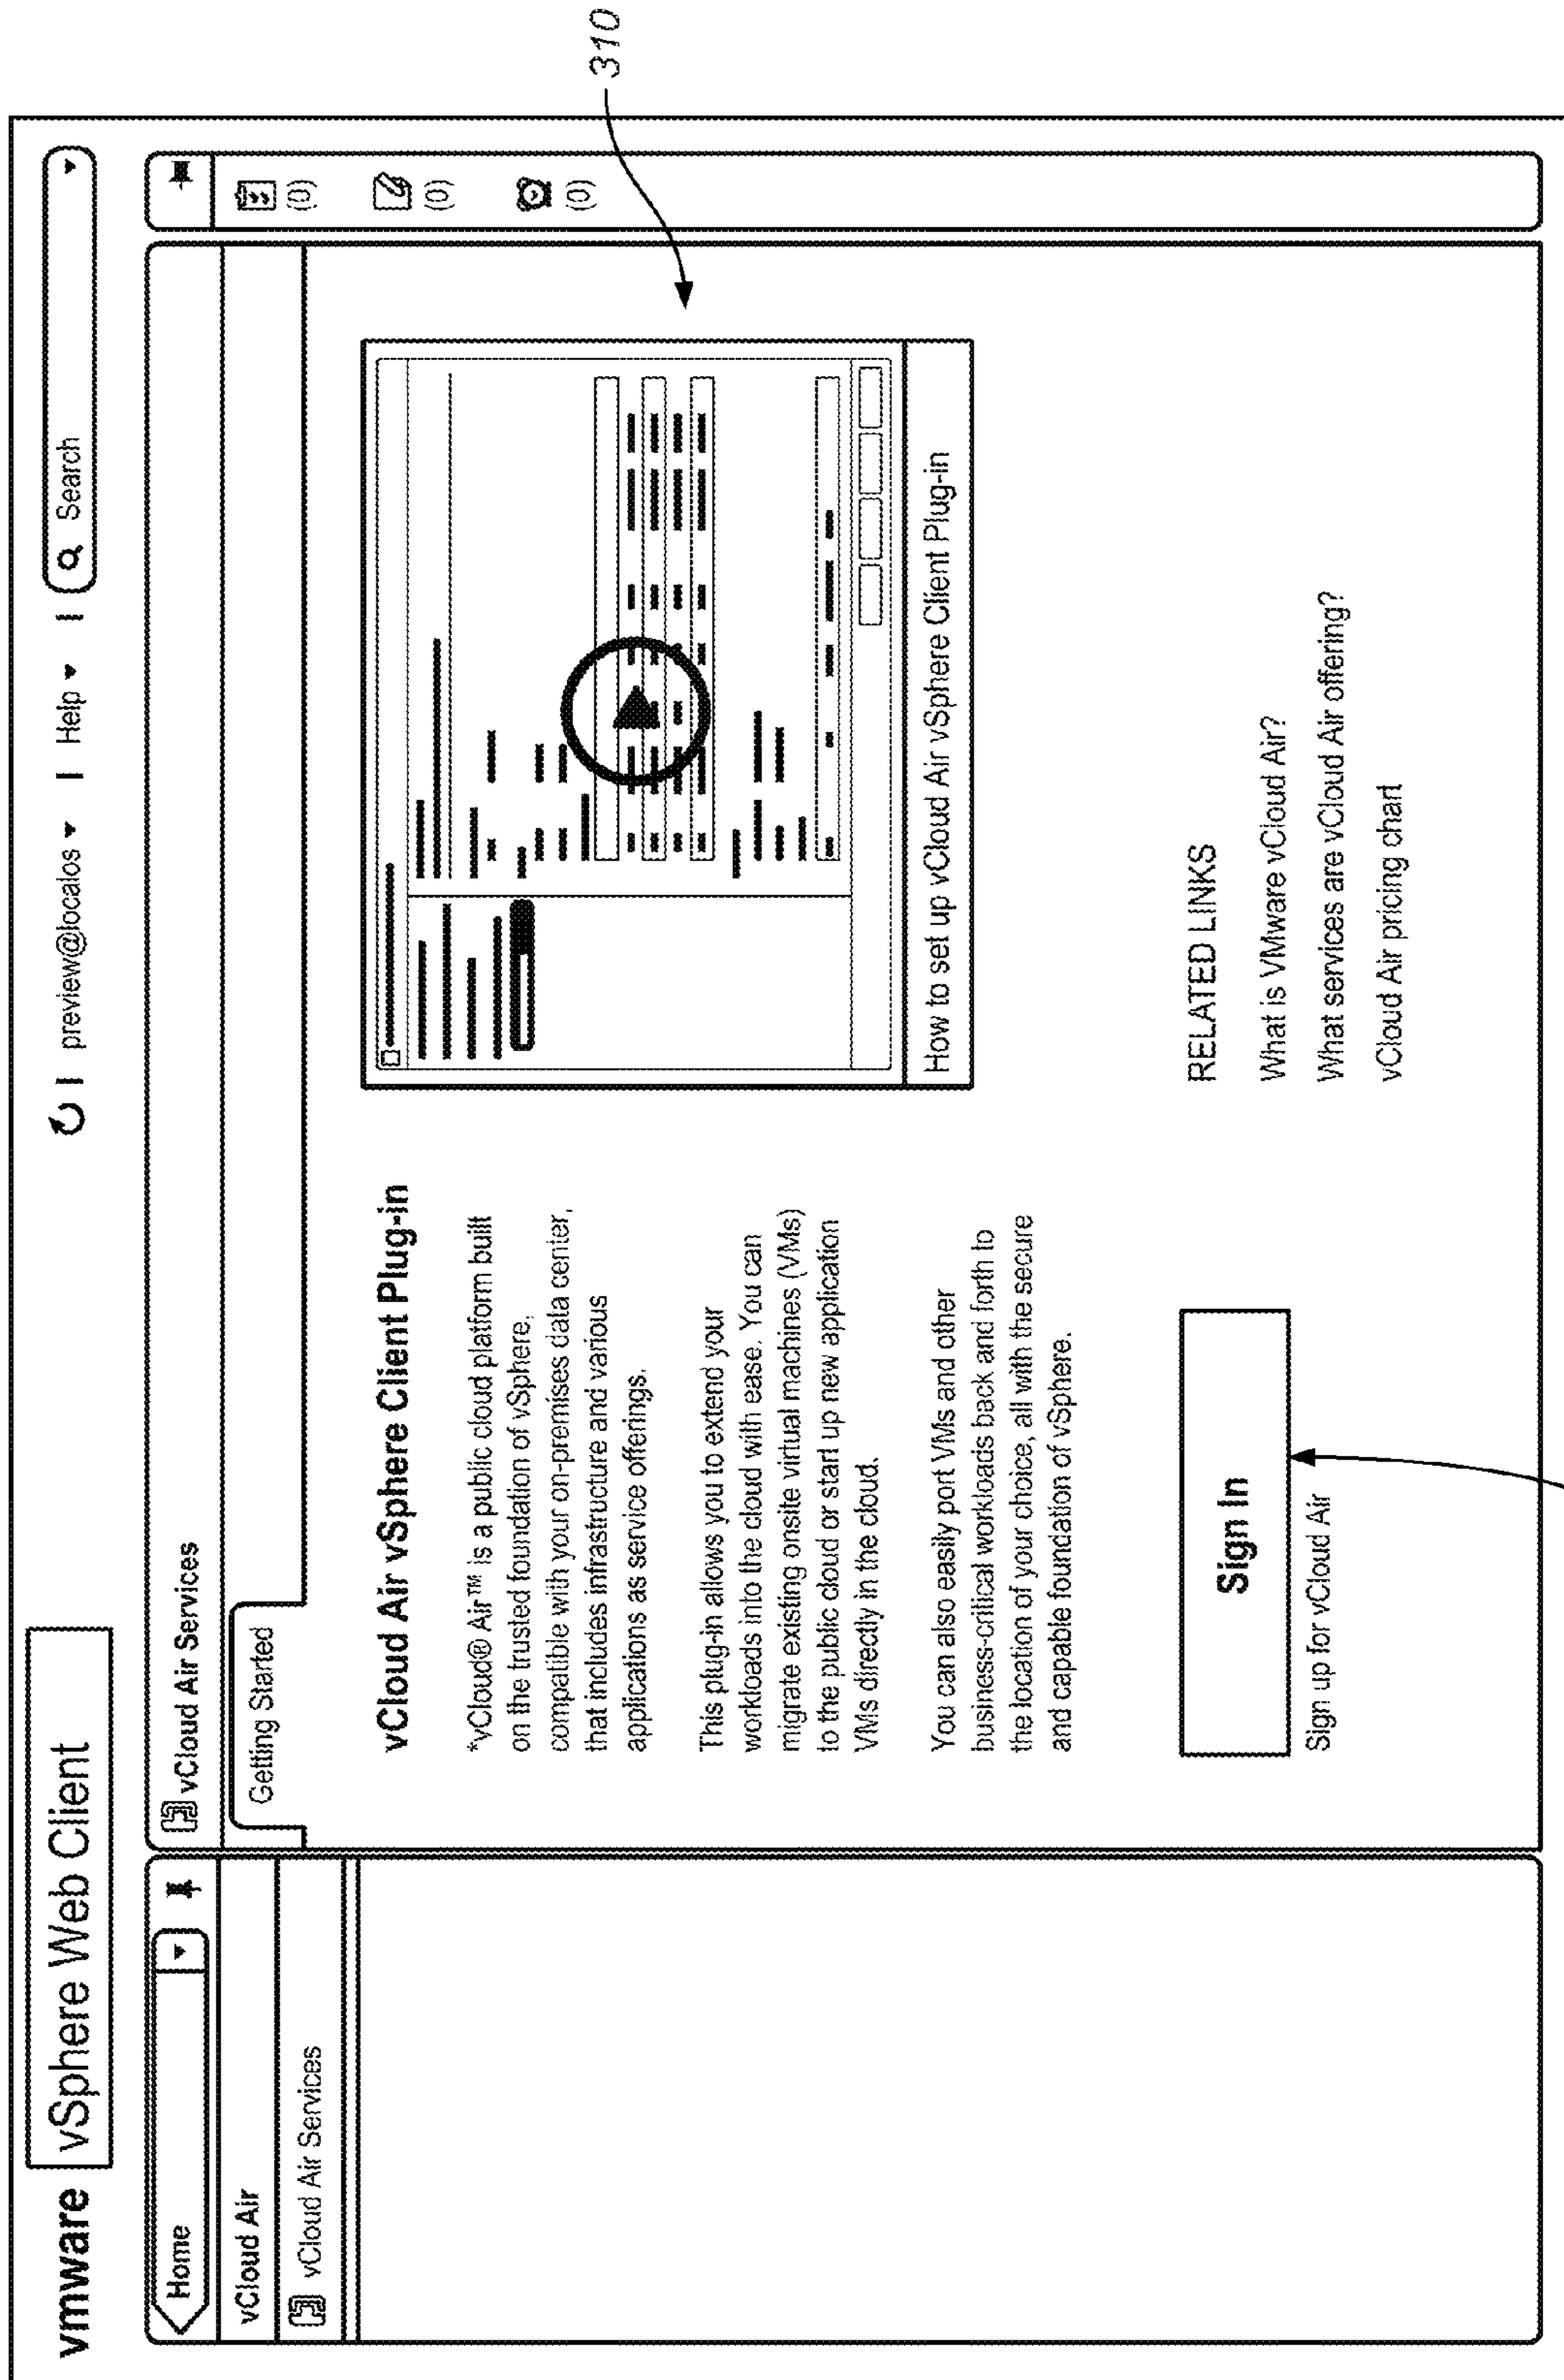 vmware vSphere Web Client
preview@localos
Help
Search
Home
vCloud Air
vCloud Air Services
vCloud Air Services
Getting Started
vCloud Air vSphere Client Plug-in
*vCloud® Air™ is a public cloud platform built
on the trusted foundation of vSphere,
compatible with your on-premises data center,
that includes infrastructure and various
applications as service offerings.
This plug-in allows you to extend your
workloads into the cloud with ease. You can
migrate existing onsite virtual machines (VMs)
to the public cloud or start up new application
VMs directly in the cloud.
You can also easily port VMs and other
business-critical workloads back and forth to
the location of your choice, all with the secure
and capable foundation of vSphere.
Sign In
Sign up for vCloud Air
How to set up vCloud Air vSphere Client Plug-in
RELATED LINKS
What is VMware vCloud Air?
What services are vCloud Air offering?
vCloud Air pricing chart
(0)
(0)
(0)
310